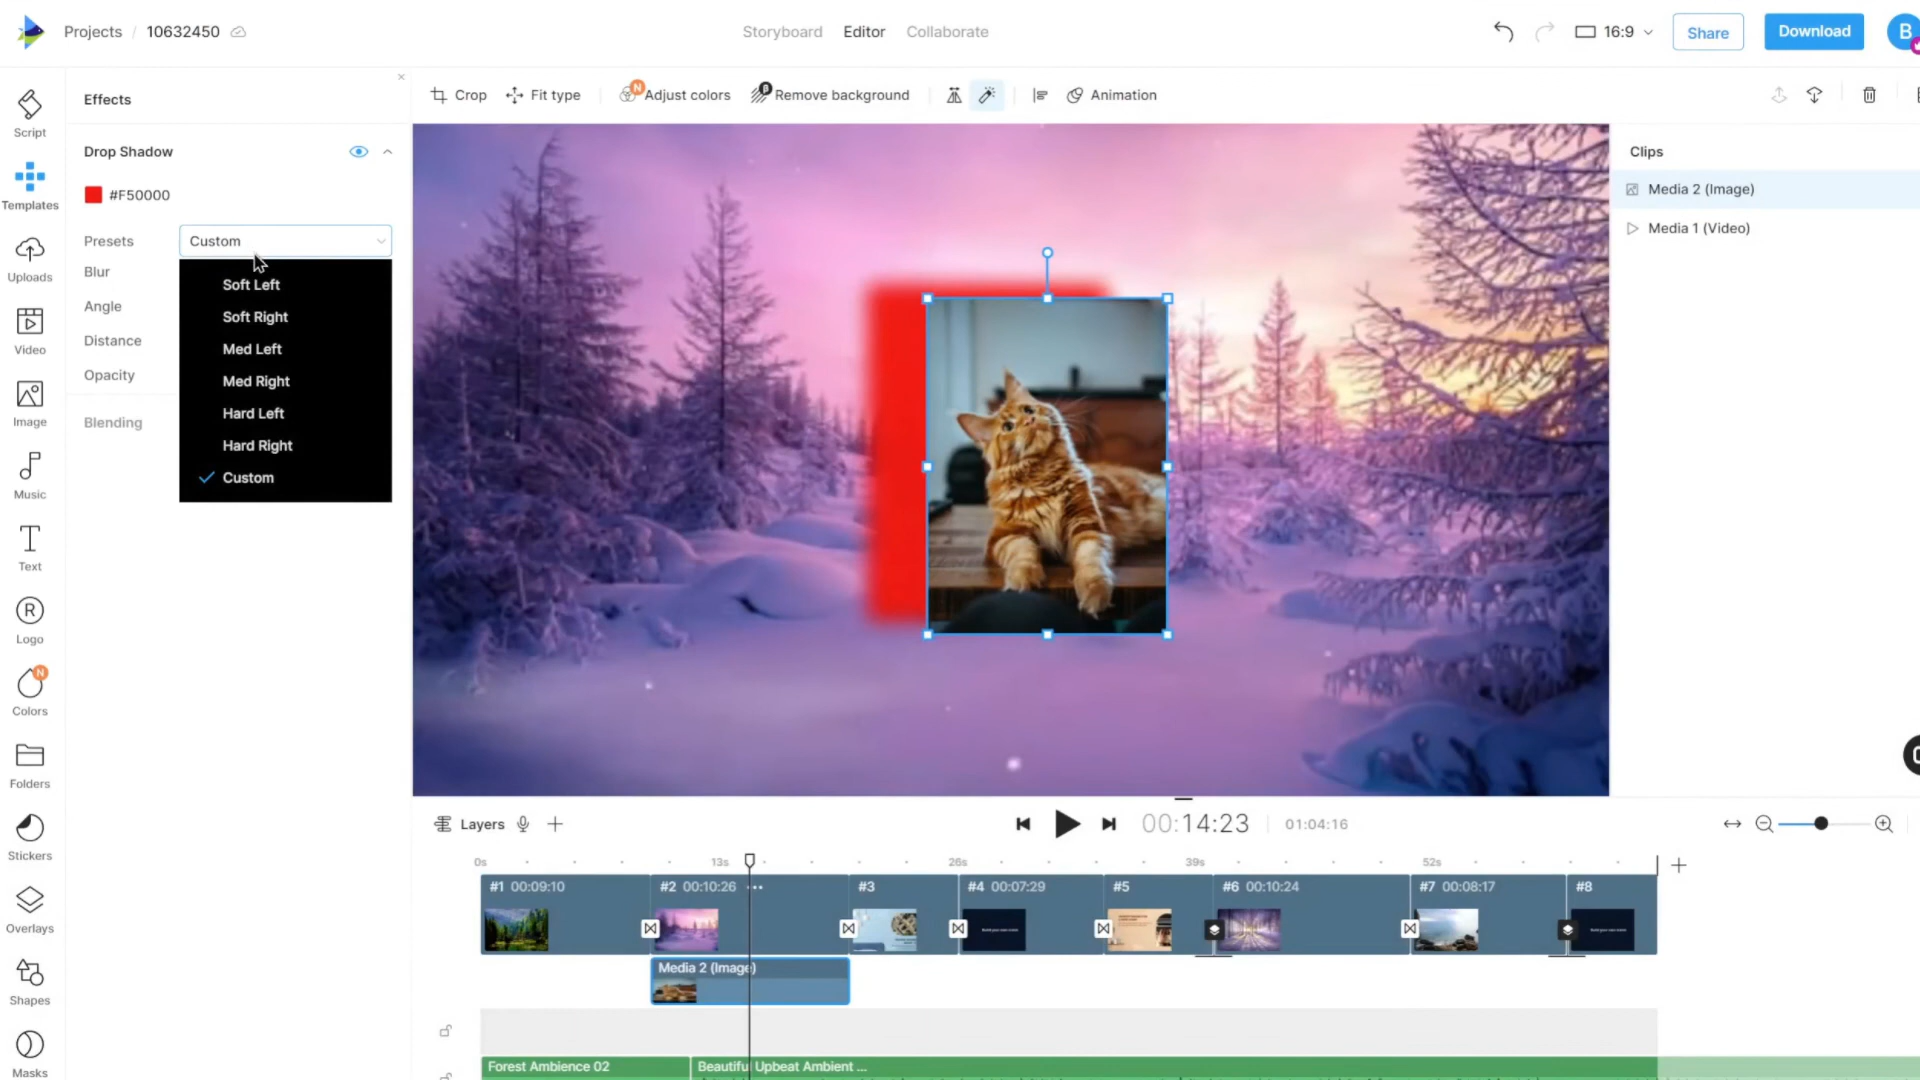 Projects / 10632450
Storyboard Editor Collaborate
16:9
Share
Download
B
Script
Templates
Uploads
Video
Image
Music
Text
Logo
Colors
Folders
Stickers
Overlays
Shapes
Masks
N
R
Effects
Drop Shadow
#F50000
Presets
Custom
Blur
Angle
Distance
Opacity
Blending
Soft Left
Soft Right
Med Left
Med Right
Hard Left
Hard Right
Custom
Crop
Fit type
N
Adjust colors
Remove background
Animation
Clips
Media 2 (Image)
Media 1 (Video)
Layers
00:14:23
01:04:16
0s 13s 26s 39s 52s
#1 00:09:10
#2 00:10:26 ...
#3
#4 00:07:29
#5
#6 00:10:24
#7 00:08:17
#8
Media 2 (Image)
Forest Ambience 02
Beautiful Upbeat Ambient ...